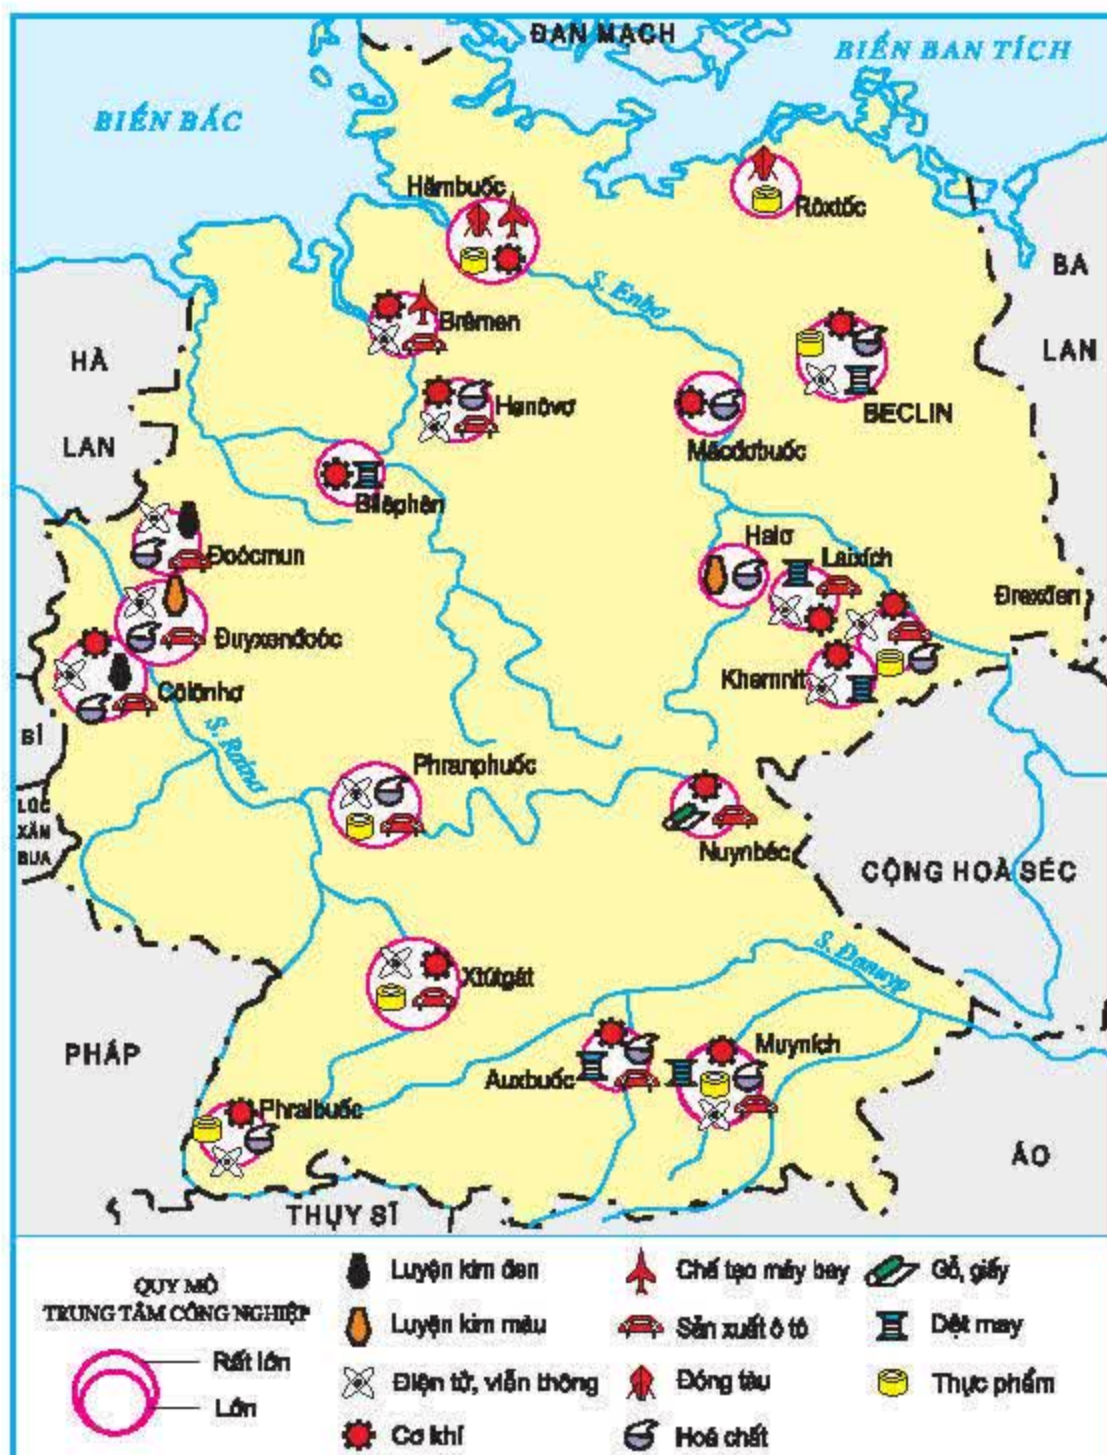 ĐAN MẠCH
BIỂN BAN TÍCH
BIỂN BẮC
Hămbuốc
Rôxtốc
BA
LAN
S. Enbơ
Brêmen
HÀ
LAN
Hanôvơ
BECLIN
Mácđơbuốc
Bilêphên
Halơ
Laixích
Đoócmun
Đrexđen
Đuyxenđoóc
Khemnit
Côlônhơ
BỈ
S. Rainơ
Phranphuốc
LÚC
XĂM
BUA
Nuynbéc
CỘNG HOÀ SÉC
Xtútgát
S. Đanuyp
PHÁP
Muyních
Auxbuốc
Phraibuốc
ÁO
THỤY SĨ
QUY MÔ
TRUNG TÂM CÔNG NGHIỆP
Rất lớn
Lớn
Luyện kim đen
Luyện kim màu
Điện tử, viễn thông
Cơ khí
Chế tạo máy bay
Sản xuất ô tô
Đóng tàu
Hoá chất
Gỗ, giấy
Dệt may
Thực phẩm